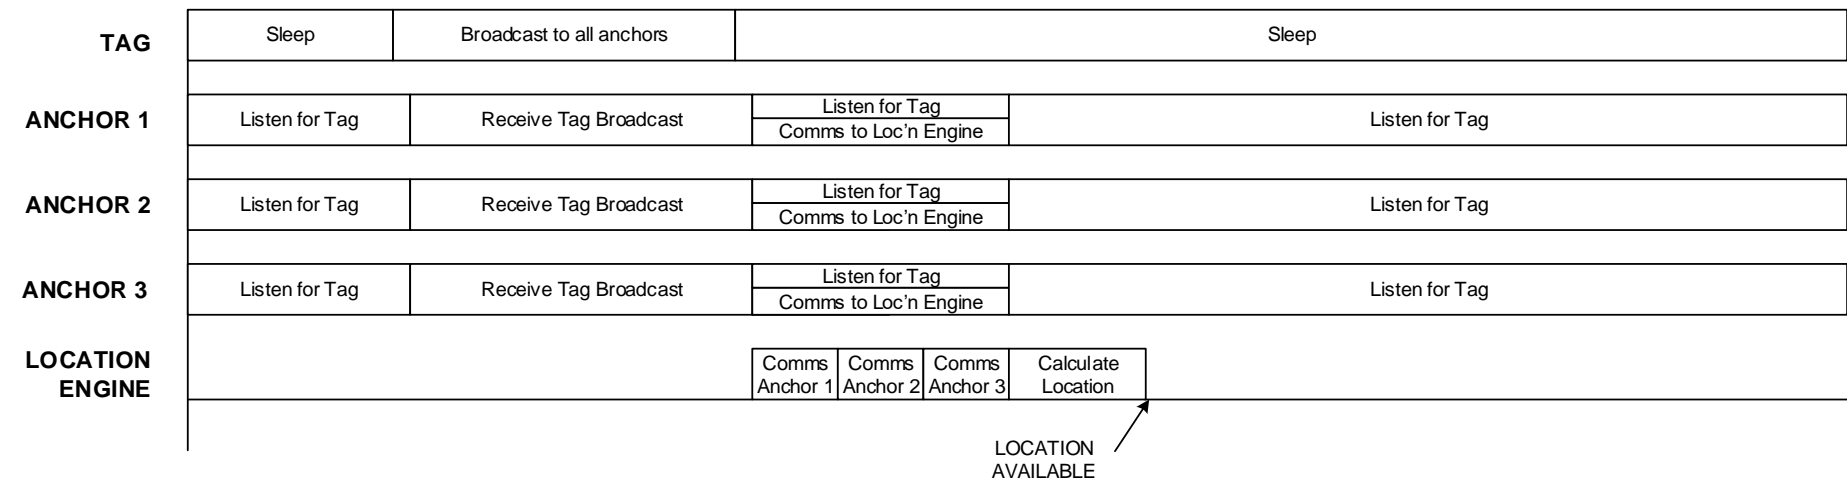 TAG
Sleep
Broadcast to all anchors
Sleep
ANCHOR 1
Listen for Tag
Receive Tag Broadcast
Listen for Tag
Comms to Loc'n Engine
Listen for Tag
ANCHOR 2
Listen for Tag
Receive Tag Broadcast
Listen for Tag
Comms to Loc'n Engine
Listen for Tag
ANCHOR 3
Listen for Tag
Receive Tag Broadcast
Listen for Tag
Comms to Loc'n Engine
Listen for Tag
LOCATION
ENGINE
Comms
Anchor 1
Comms
Anchor 2
Comms
Anchor 3
Calculate
Location
LOCATION
AVAILABLE